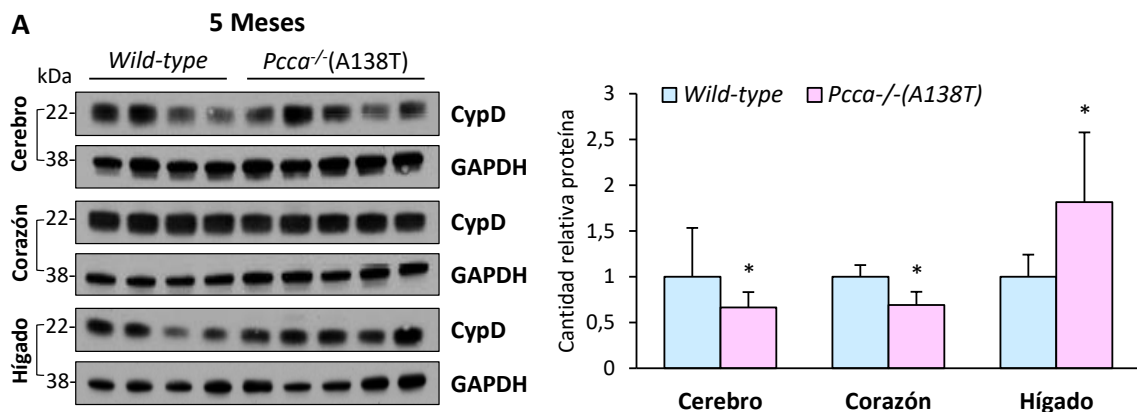 A
5 Meses
Wild-type Pcca-/-(A138T)
kDa
Cerebro
22 CypD
38 GAPDH
Corazón
22 CypD
38 GAPDH
Hígado
22 CypD
38 GAPDH
Cantidad relativa proteína
Wild-type Pcca-/-(A138T)
3
2,5
2
1,5
1
0,5
0
* * *
Cerebro Corazón Hígado